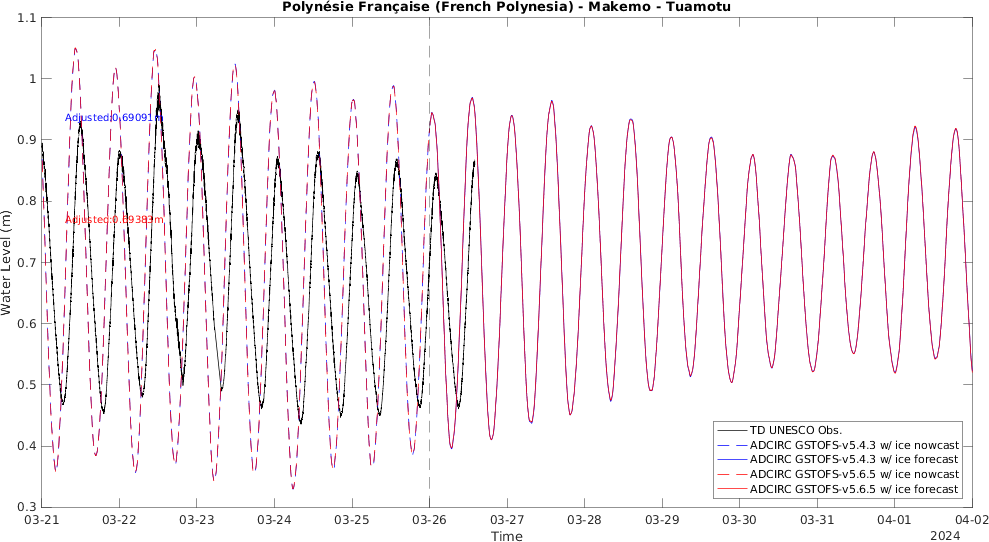 Polynésie Française (French Polynesia) - Makemo - Tuamotu
1.1
1
0.9
0.8
0.7
0.6
0.5
0.4
0.3
Water Level (m)
Adjusted:0.69091m
Adjusted:0.69383m
TD UNESCO Obs.
ADCIRC GSTOFS-v5.4.3 w/ ice nowcast
ADCIRC GSTOFS-v5.4.3 w/ ice forecast
ADCIRC GSTOFS-v5.6.5 w/ ice nowcast
ADCIRC GSTOFS-v5.6.5 w/ ice forecast
03-21 03-22 03-23 03-24 03-25 03-26 03-27 03-28 03-29 03-30 03-31 04-01 04-02
Time
2024